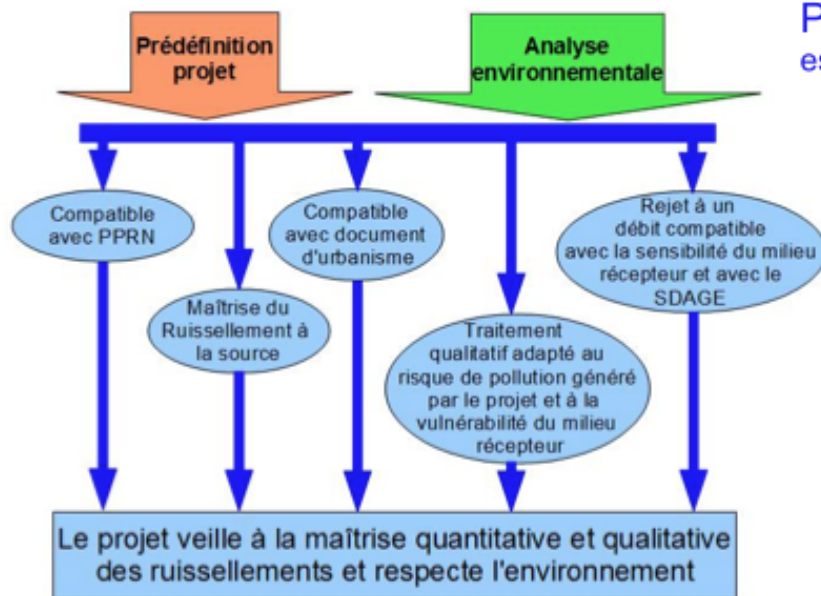 Prédéfinition
projet
Analyse
environnementale
Compatible
avec PPRN
Maîtrise du
Ruissellement à
la source
Compatible
avec document
d'urbanisme
Traitement
qualitatif adapté au
risque de pollution généré
par le projet et à la
vulnérabilité du milieu
récepteur
Rejet à un
débit compatible
avec la sensibilité du milieu
récepteur et avec le
SDAGE
Le projet veille à la maîtrise quantitative et qualitative
des ruissellements et respecte l'environnement